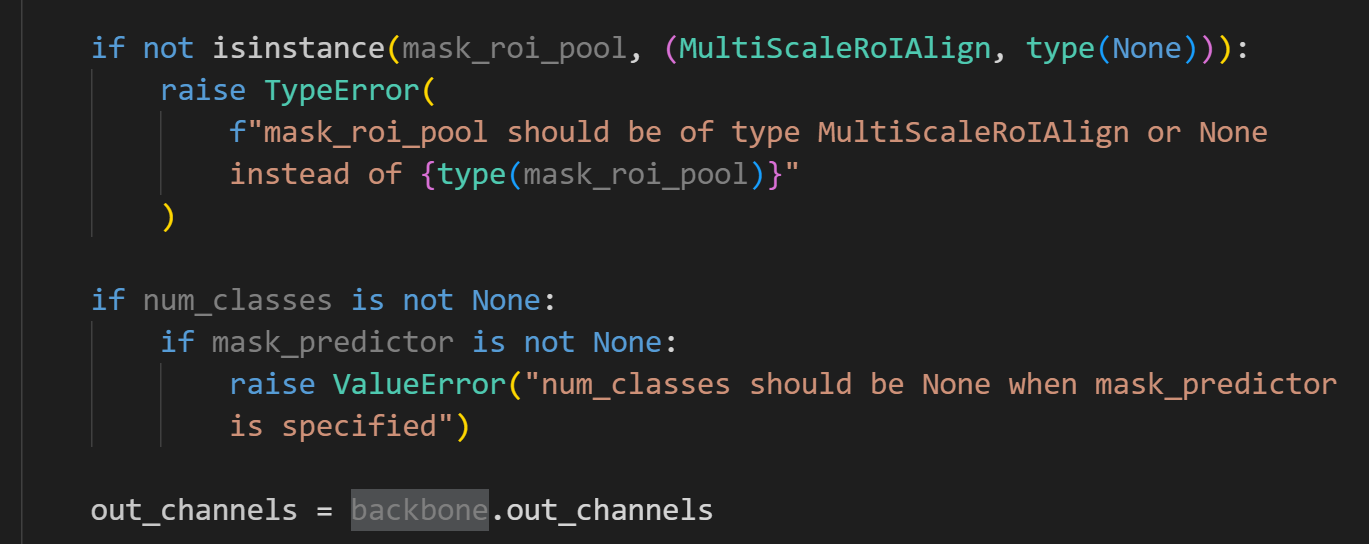 if not isinstance(mask_roi_pool, (MultiScaleRoIAlign, type(None))):
raise TypeError(
f"mask_roi_pool should be of type MultiScaleRoIAlign or None
instead of {type(mask_roi_pool)}"
)
if num_classes is not None:
if mask_predictor is not None:
raise ValueError("num_classes should be None when mask_predictor
is specified")
out_channels = backbone.out_channels